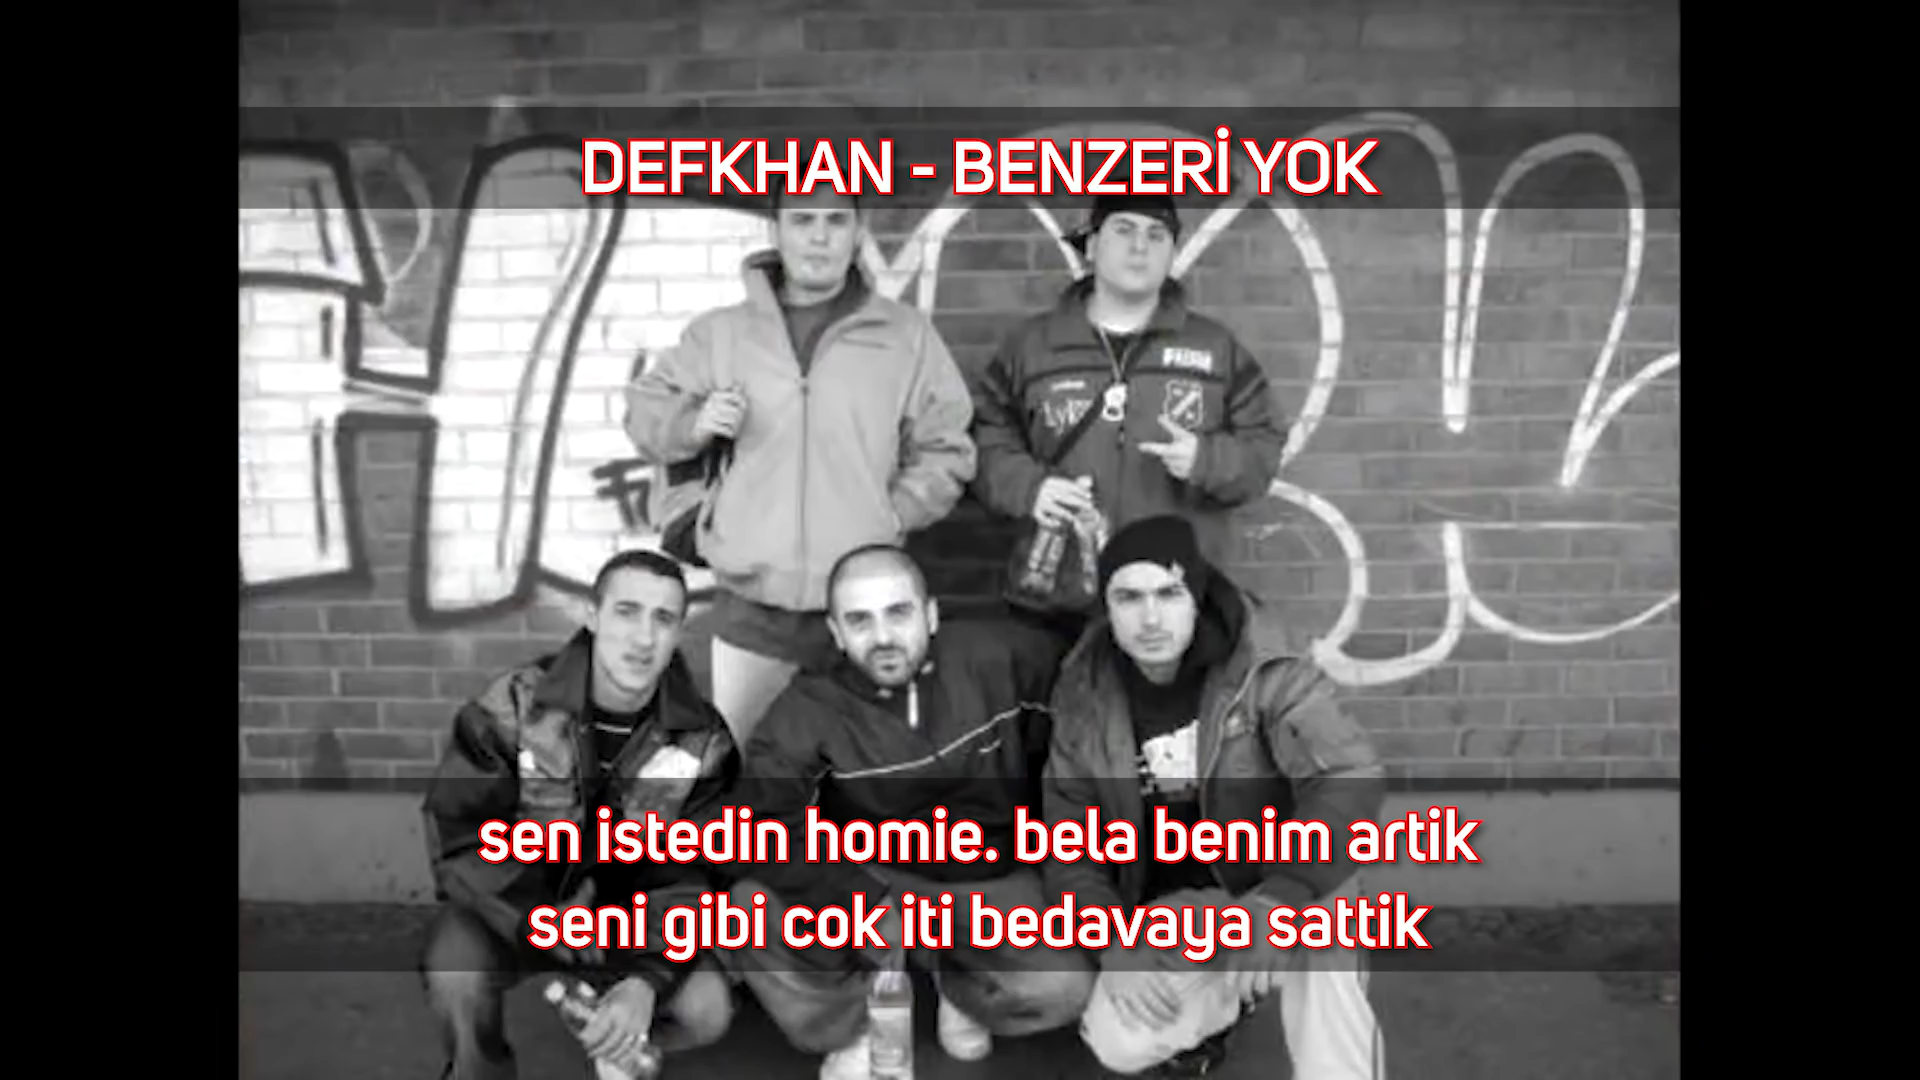 DEFKHAN - BENZERİ YOK
sen istedin homie. bela benim artik
seni gibi cok iti bedavaya sattik